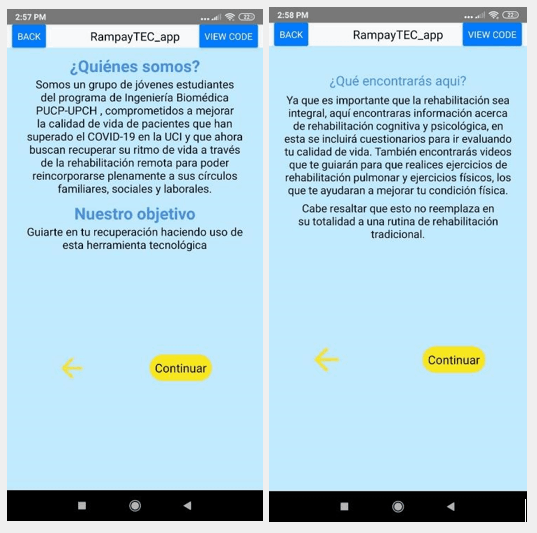 2:57 PM
22
BACK
RampayTEC_app
VIEW CODE
¿Quiénes somos?
Somos un grupo de jóvenes estudiantes
del programa de Ingeniería Biomédica
PUCP-UPCH , comprometidos a mejorar
la calidad de vida de pacientes que han
superado el COVID-19 en la UCI y que ahora
buscan recuperar su ritmo de vida a través
de la rehabilitación remota para poder
reincorporarse plenamente a sus círculos
familiares, sociales y laborales.
Nuestro objetivo
Guiarte en tu recuperación haciendo uso de
esta herramienta tecnológica
Continuar
2:58 PM
22
BACK
RampayTEC_app
VIEW CODE
¿Qué encontrarás aqui?
Ya que es importante que la rehabilitación sea
integral, aquí encontraras información acerca
de rehabilitación cognitiva y psicológica, en
esta se incluirá cuestionarios para ir evaluando
tu calidad de vida. También encontrarás videos
que te guiarán para que realices ejercicios de
rehabilitación pulmonar y ejercicios físicos, los
que te ayudaran a mejorar tu condición física.
Cabe resaltar que esto no reemplaza en
su totalidad a una rutina de rehabilitación
tradicional.
Continuar